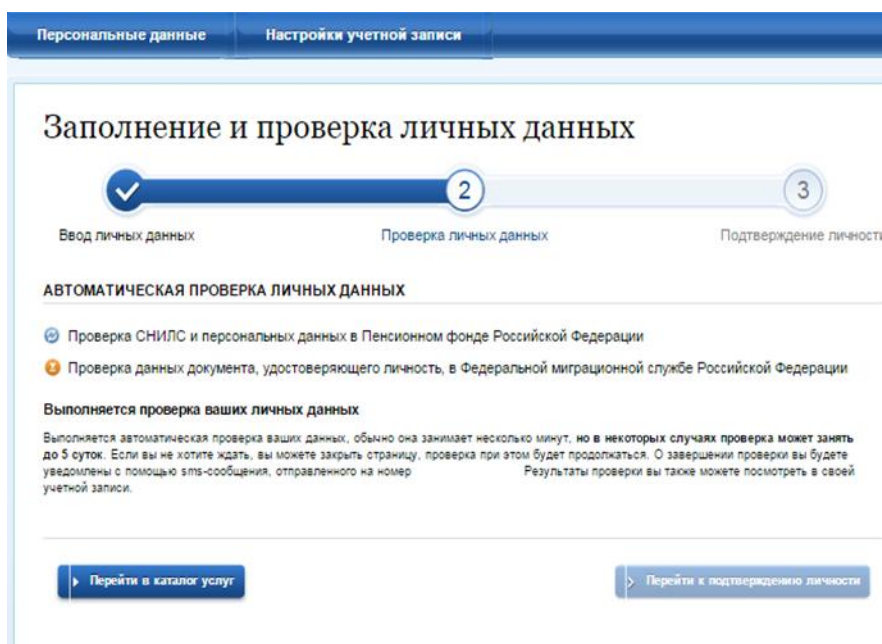 Персональные данные Настройки учетной записи
Заполнение и проверка личных данных
2 3
Ввод личных данных Проверка личных данных Подтверждение личности
АВТОМАТИЧЕСКАЯ ПРОВЕРКА ЛИЧНЫХ ДАННЫХ
Проверка СНИЛС и персональных данных в Пенсионном фонде Российской Федерации
Проверка данных документа, удостоверяющего личность, в Федеральной миграционной службе Российской Федерации
Выполняется проверка ваших личных данных
Выполняется автоматическая проверка ваших данных, обычно она занимает несколько минут, но в некоторых случаях проверка может занять
до 5 суток. Если вы не хотите ждать, вы можете закрыть страницу, проверка при этом будет продолжаться. О завершении проверки вы будете
уведомлены с помощью sms-сообщения, отправленного на номер Результаты проверки вы также можете посмотреть в своей
учетной записи.
Перейти в каталог услуг Перейти к подтверждению личности